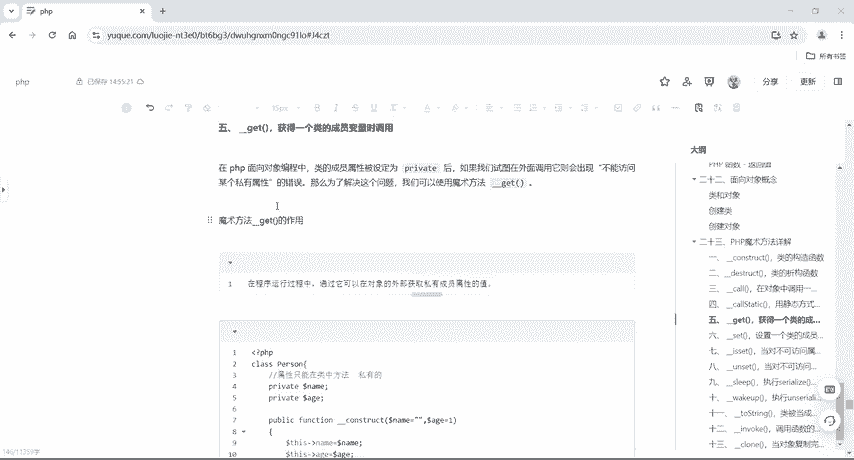 php
yuque.com/luojie-nt3e0/bt6bg3/dwuhgnxm0ngc91lo#J4czt
所有书签
php
已保存 14:55:21
分享
更新
15px
五、 __get()，获得一个类的成员变量时调用
在 php 面向对象编程中，类的成员属性被设定为 private 后，如果我们试图在外面调用它则会出现“不能访问
某个私有属性”的错误。那么为了解决这个问题，我们可以使用魔术方法 __get() 。
魔术方法__get()的作用
1 在程序运行过程中，通过它可以在对象的外部获取私有成员属性的值。
1 <?php
2 class Person{
3 //属性只能在类中方法 私有的
4 private $name;
5 private $age;
6
7 public function __construct($name="",$age=1)
8 {
9 $this->name=$name;
10 $this->age=$age;
大纲
PHP 函数 - 返回值
二十二、面向对象概念
类和对象
创建类
创建对象
二十三、PHP魔术方法详解
一、 __construct()，类的构造函数
二、__destruct()，类的析构函数
三、 __call()，在对象中调用一...
四、 __callStatic()，用静态方式...
五、 __get()，获得一个类的成...
六、 __set()，设置一个类的成员...
七、 __isset()，当对不可访问属...
八、 __unset()，当对不可访问...
九、 __sleep()，执行serialize()...
十、 __wakeup()，执行unseriali...
十一、 __toString()，类被当成...
十二、 __invoke()，调用函数的...
十三、 __clone()，当对象复制完...